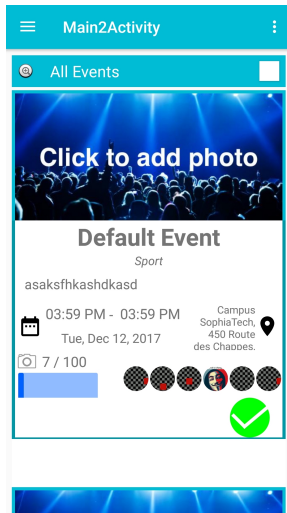 Main2Activity
All Events
Click to add photo
Default Event
Sport
asaksfhkashdkasd
03:59 PM - 03:59 PM
Tue, Dec 12, 2017
Campus
SophiaTech,
450 Route
des Chappes,
7 / 100